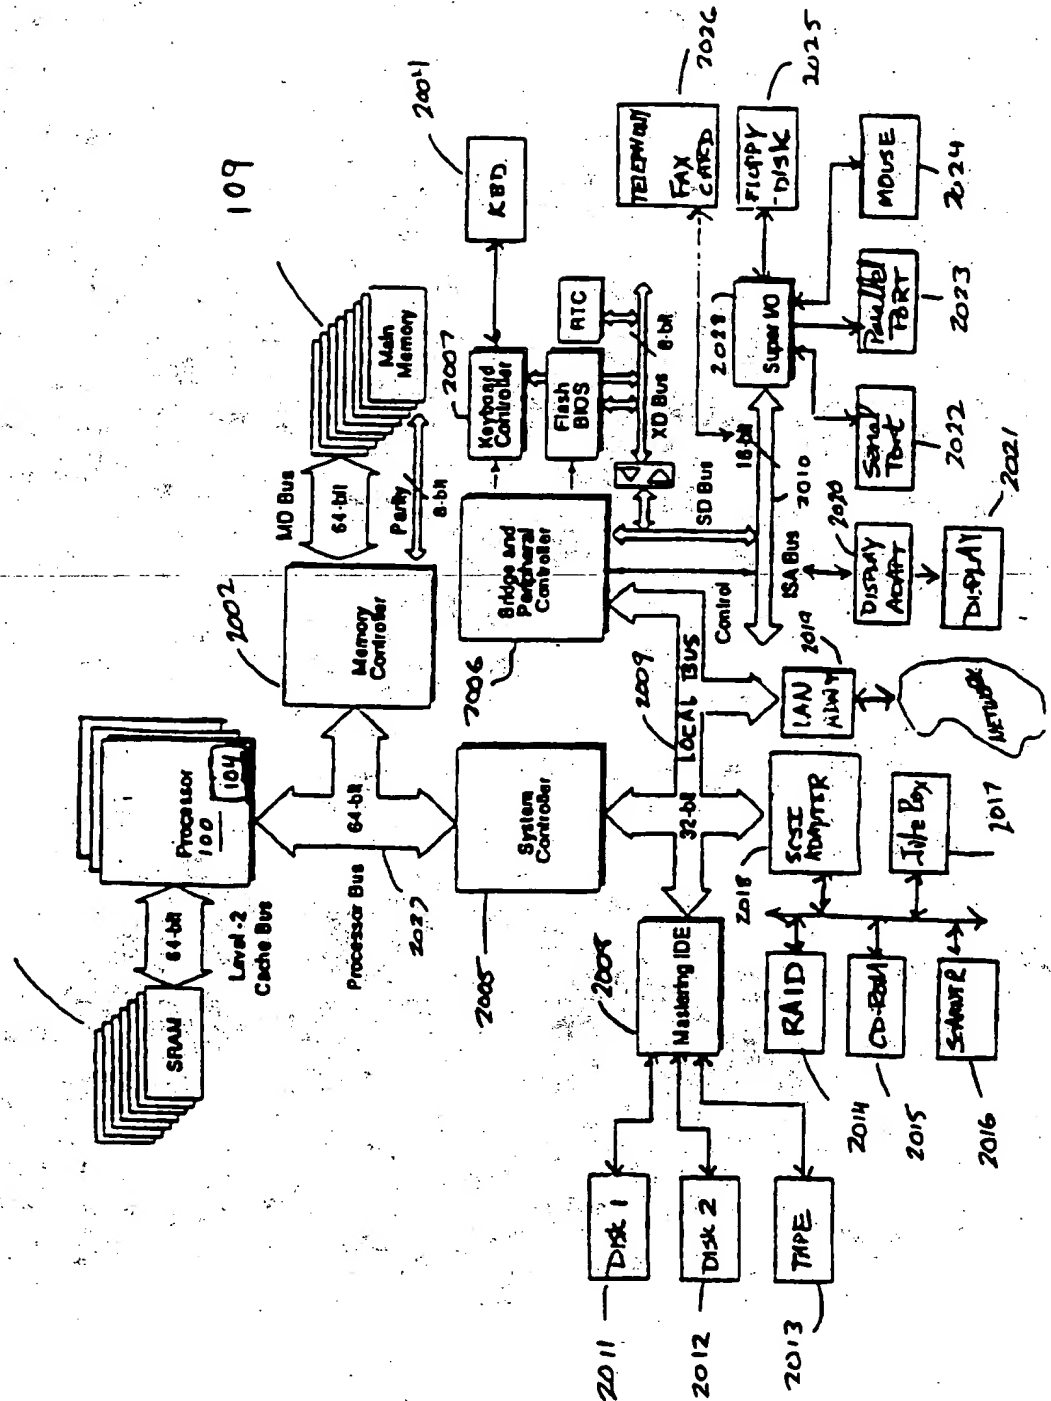 109
SRAM
64-bit
Level-2
Cache Bus
Processor
100
104
Processor Bus
64-bit
2027
2002
Memory
Controller
MD Bus
64-bit
Parity
8-bit
Main
Memory
2004
KBD
2007
Keyboard
Controller
Flash
BIOS
RTC
XD Bus
8-bit
2005
System
Controller
2006
Bridge and
Peripheral
Controller
SD Bus
Control
2009
LOCAL BUS
32-bit
2008
Mastering IDE
16-bit
2010
ISA Bus
2028
Super I/O
FAX
CARD
2026
FLOPPY
DISK
2025
MOUSE
2024
PORT
2023
Serial
Port
2022
2020
DISPLAY
ADAPT
DISPLAY
2021
2019
LAN
NETWORK
2018
SCSI
ADAPTER
2017
RAID
2014
CD-ROM
2015
2016
DISK 1
2011
DISK 2
2012
TAPE
2013